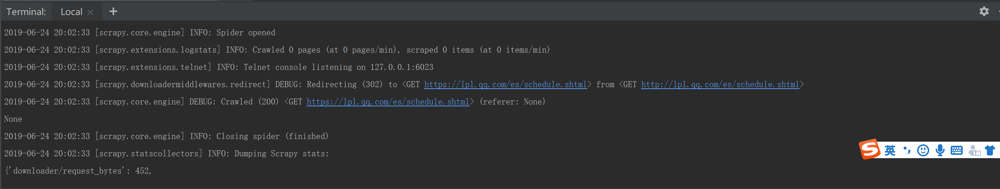 Terminal: Local × +
2019-06-24 20:02:33 [scrapy.core.engine] INFO: Spider opened
2019-06-24 20:02:33 [scrapy.extensions.logstats] INFO: Crawled 0 pages (at 0 pages/min), scraped 0 items (at 0 items/min)
2019-06-24 20:02:33 [scrapy.extensions.telnet] INFO: Telnet console listening on 127.0.0.1:6023
2019-06-24 20:02:33 [scrapy.downloadermiddlewares.redirect] DEBUG: Redirecting (302) to <GET https://lpl.qq.com/es/schedule.shtml> from <GET http://lpl.qq.com/es/schedule.shtml>
2019-06-24 20:02:33 [scrapy.core.engine] DEBUG: Crawled (200) <GET https://lpl.qq.com/es/schedule.shtml> (referer: None)
None
2019-06-24 20:02:33 [scrapy.core.engine] INFO: Closing spider (finished)
2019-06-24 20:02:33 [scrapy.statscollectors] INFO: Dumping Scrapy stats:
{'downloader/request_bytes': 452,
S 英